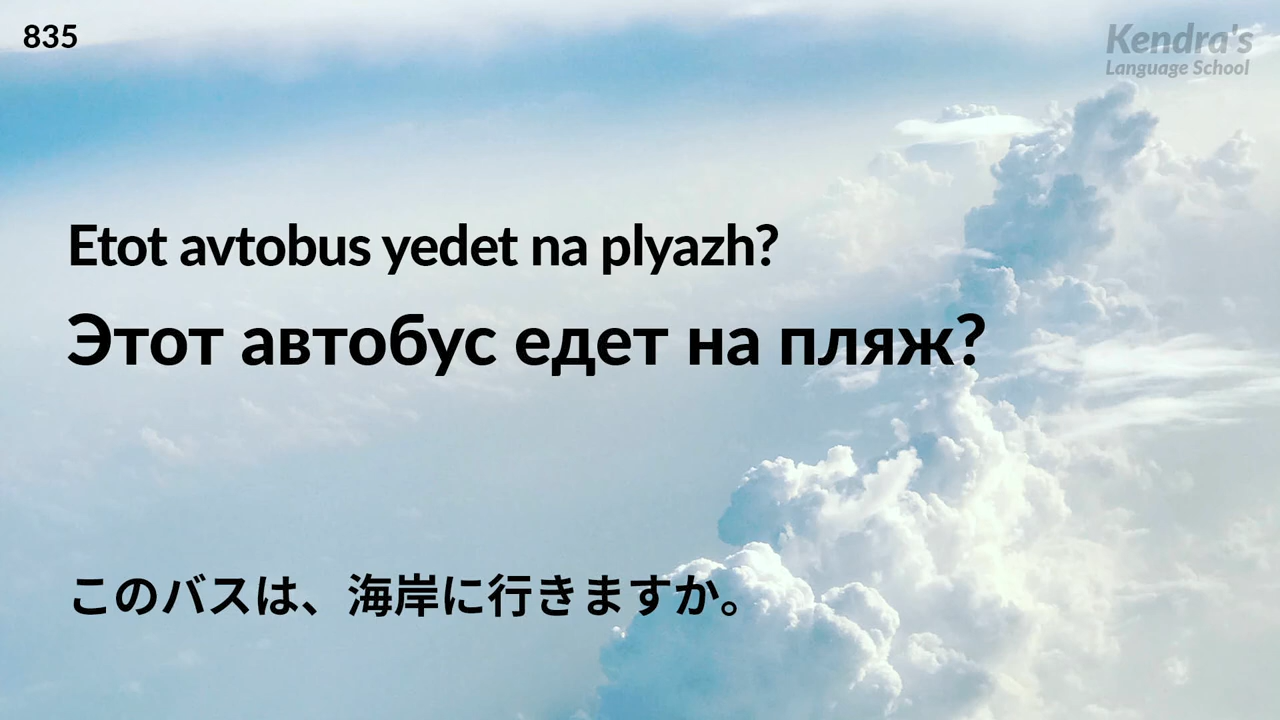 835
Kendra's
Language School
Etot avtobus yedet na plyazh?
Этот автобус едет на пляж?
このバスは、海岸に行きますか。